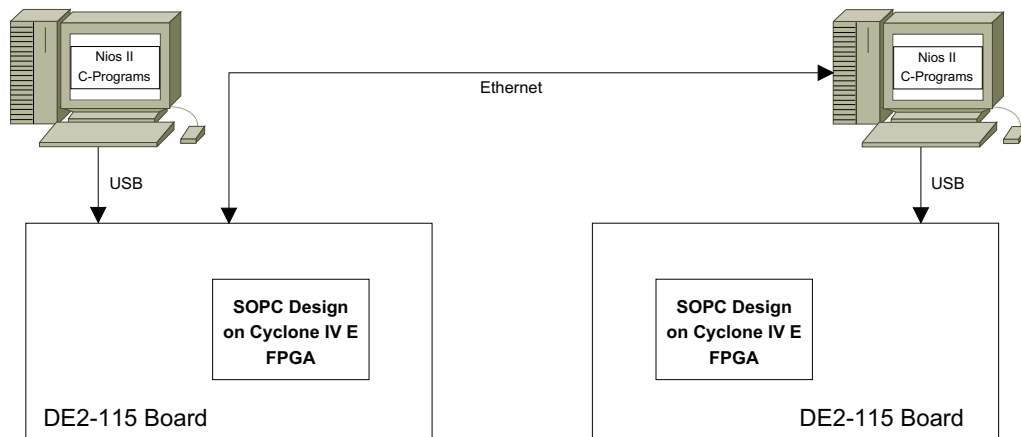 Nios II
C-Programs
Nios II
C-Programs
Ethernet
USB
USB
SOPC Design
on Cyclone IV E
FPGA
SOPC Design
on Cyclone IV E
FPGA
DE2-115 Board
DE2-115 Board